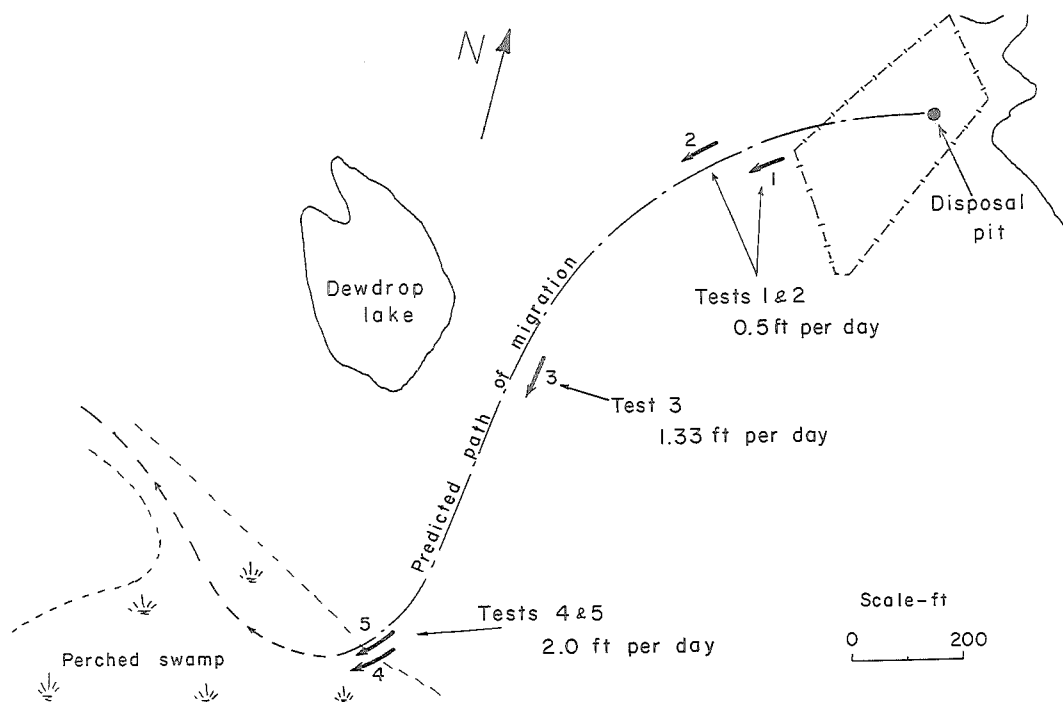 N
2
1
Disposal
pit
Dewdrop
lake
Tests 1 & 2
0.5 ft per day
Predicted path of migration
3
Test 3
1.33 ft per day
5
Tests 4 & 5
2.0 ft per day
4
Perched swamp
Scale-ft
0 200